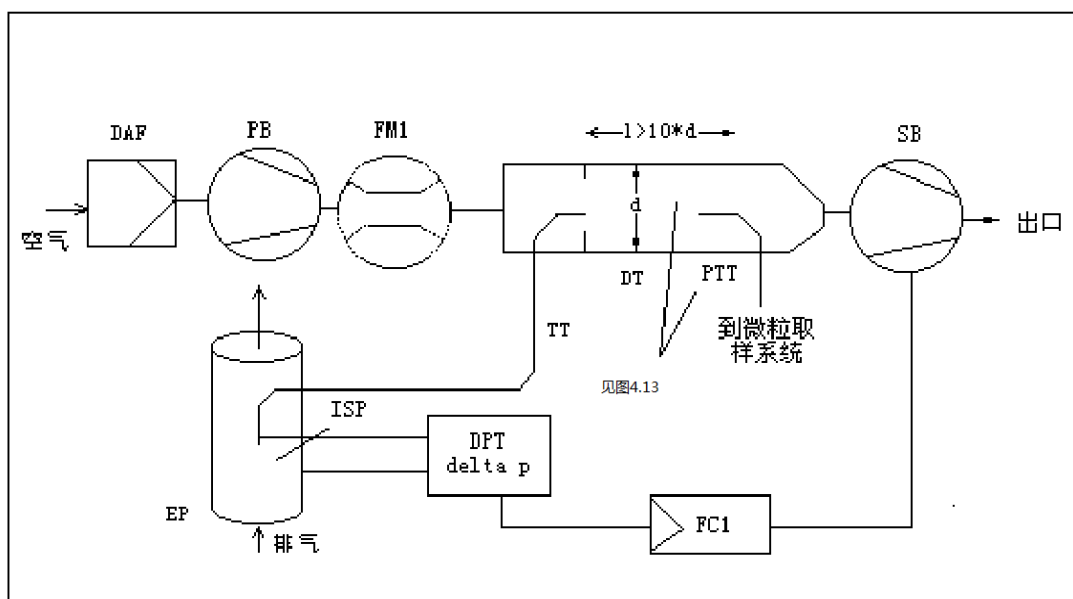 DAF
PB
FM1
l>10*d
SB
空气
d
出口
DT
PTT
TT
到微粒取
样系统
见图4.13
ISP
DPT
delta p
EP
FC1
排气